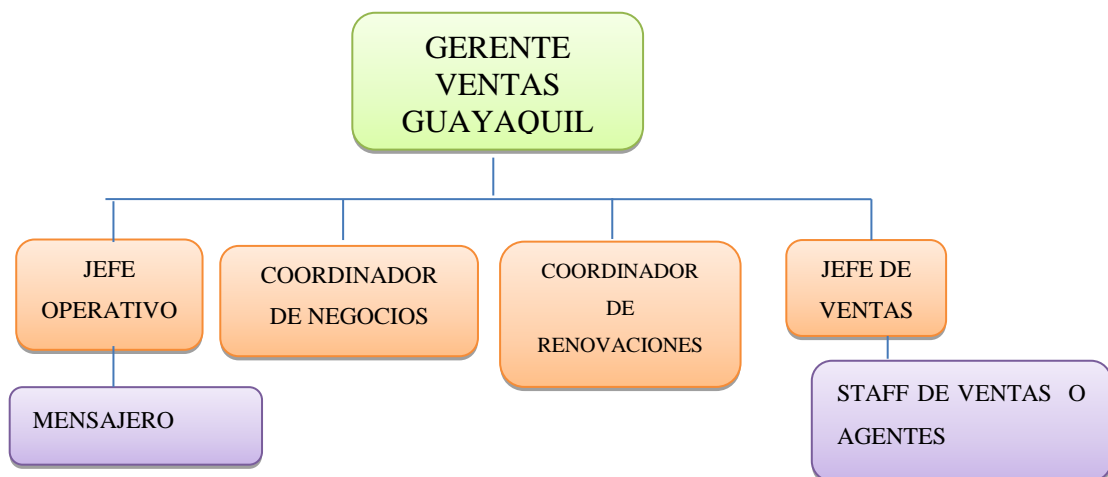 GERENTE
VENTAS
GUAYAQUIL
JEFE
OPERATIVO
COORDINADOR
DE NEGOCIOS
COORDINADOR
DE
RENOVACIONES
JEFE DE
VENTAS
MENSAJERO
STAFF DE VENTAS O
AGENTES